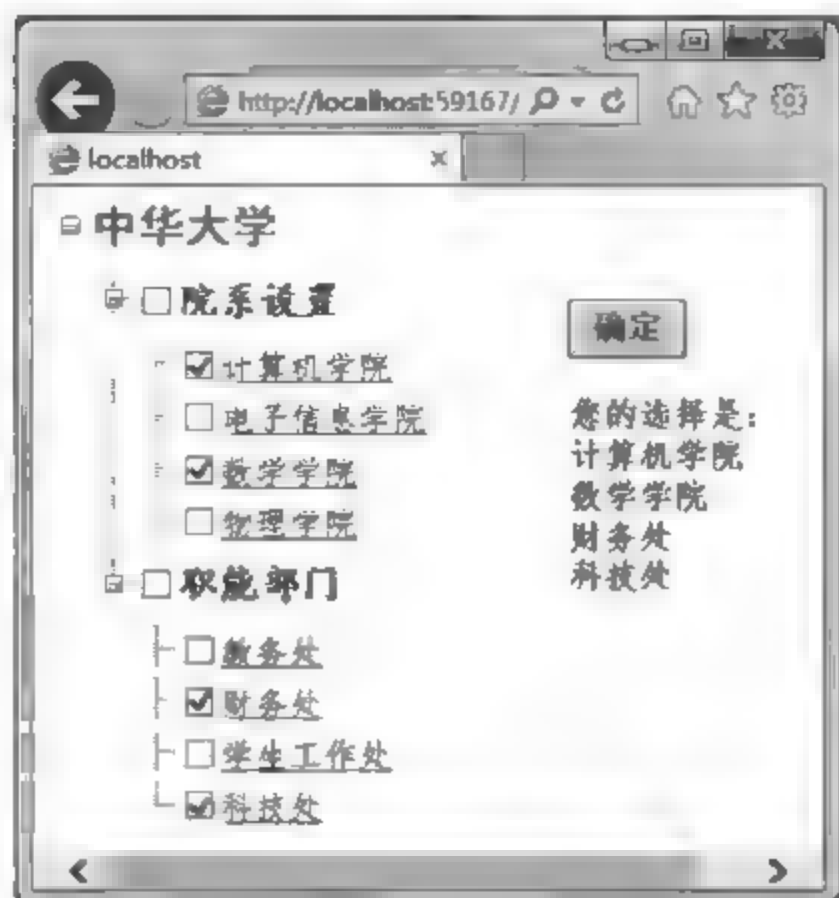 http://localhost:59167/
localhost
中华大学
院系设置
计算机学院
电子信息学院
数学学院
物理学院
职能部门
教务处
财务处
学生工作处
科技处
确定
您的选择是:
计算机学院
数学学院
财务处
科技处